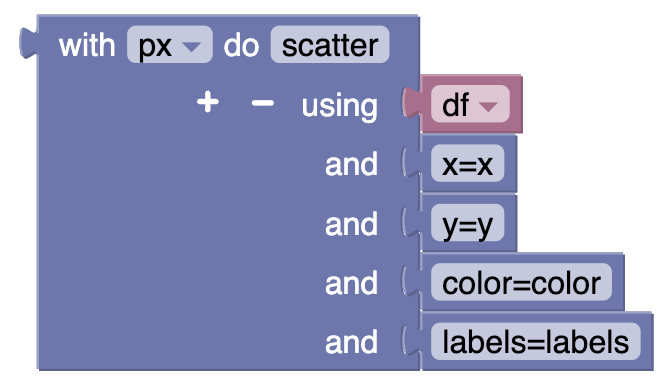 with px do scatter
+ - using df
and x=x
and y=y
and color=color
and labels=labels